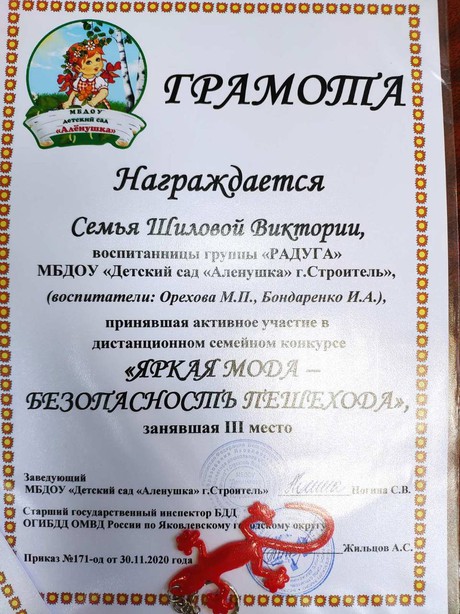 МБДОУ
детский сад
«Алёнушка»
ГРАМОТА
Награждается
Семья Шиловой Виктории,
воспитанницы группы «РАДУГА»
МБДОУ «Детский сад «Аленушка» г.Строитель»,
(воспитатели: Орехова М.П., Бондаренко И.А.),
принявшая активное участие в
дистанционном семейном конкурсе
«ЯРКАЯ МОДА –
БЕЗОПАСНОСТЬ ПЕШЕХОДА»,
занявшая III место
Заведующий
МБДОУ «Детский сад «Аленушка» г.Строитель» Ногина С.В.
Старший государственный инспектор БДД
ОГИБДД ОМВД России по Яковлевскому городскому округу
Жильцов А.С.
Приказ №171-од от 30.11.2020 года